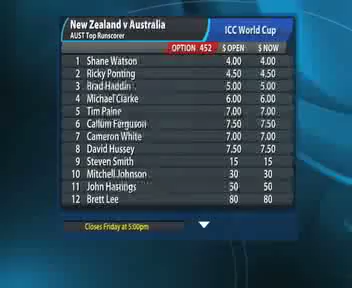 New Zealand v Australia
AUST Top Runscorer
ICC World Cup
OPTION 452 $ OPEN $ NOW
1 Shane Watson 4.00 4.00
2 Ricky Ponting 4.50 4.50
3 Brad Haddin 5.00 5.00
4 Michael Clarke 6.00 6.00
5 Tim Paine 7.00 7.00
6 Callum Ferguson 7.50 7.50
7 Cameron White 7.00 7.00
8 David Hussey 7.50 7.50
9 Steven Smith 15 15
10 Mitchell Johnson 30 30
11 John Hastings 50 50
12 Brett Lee 80 80
Closes Friday at 5:00pm